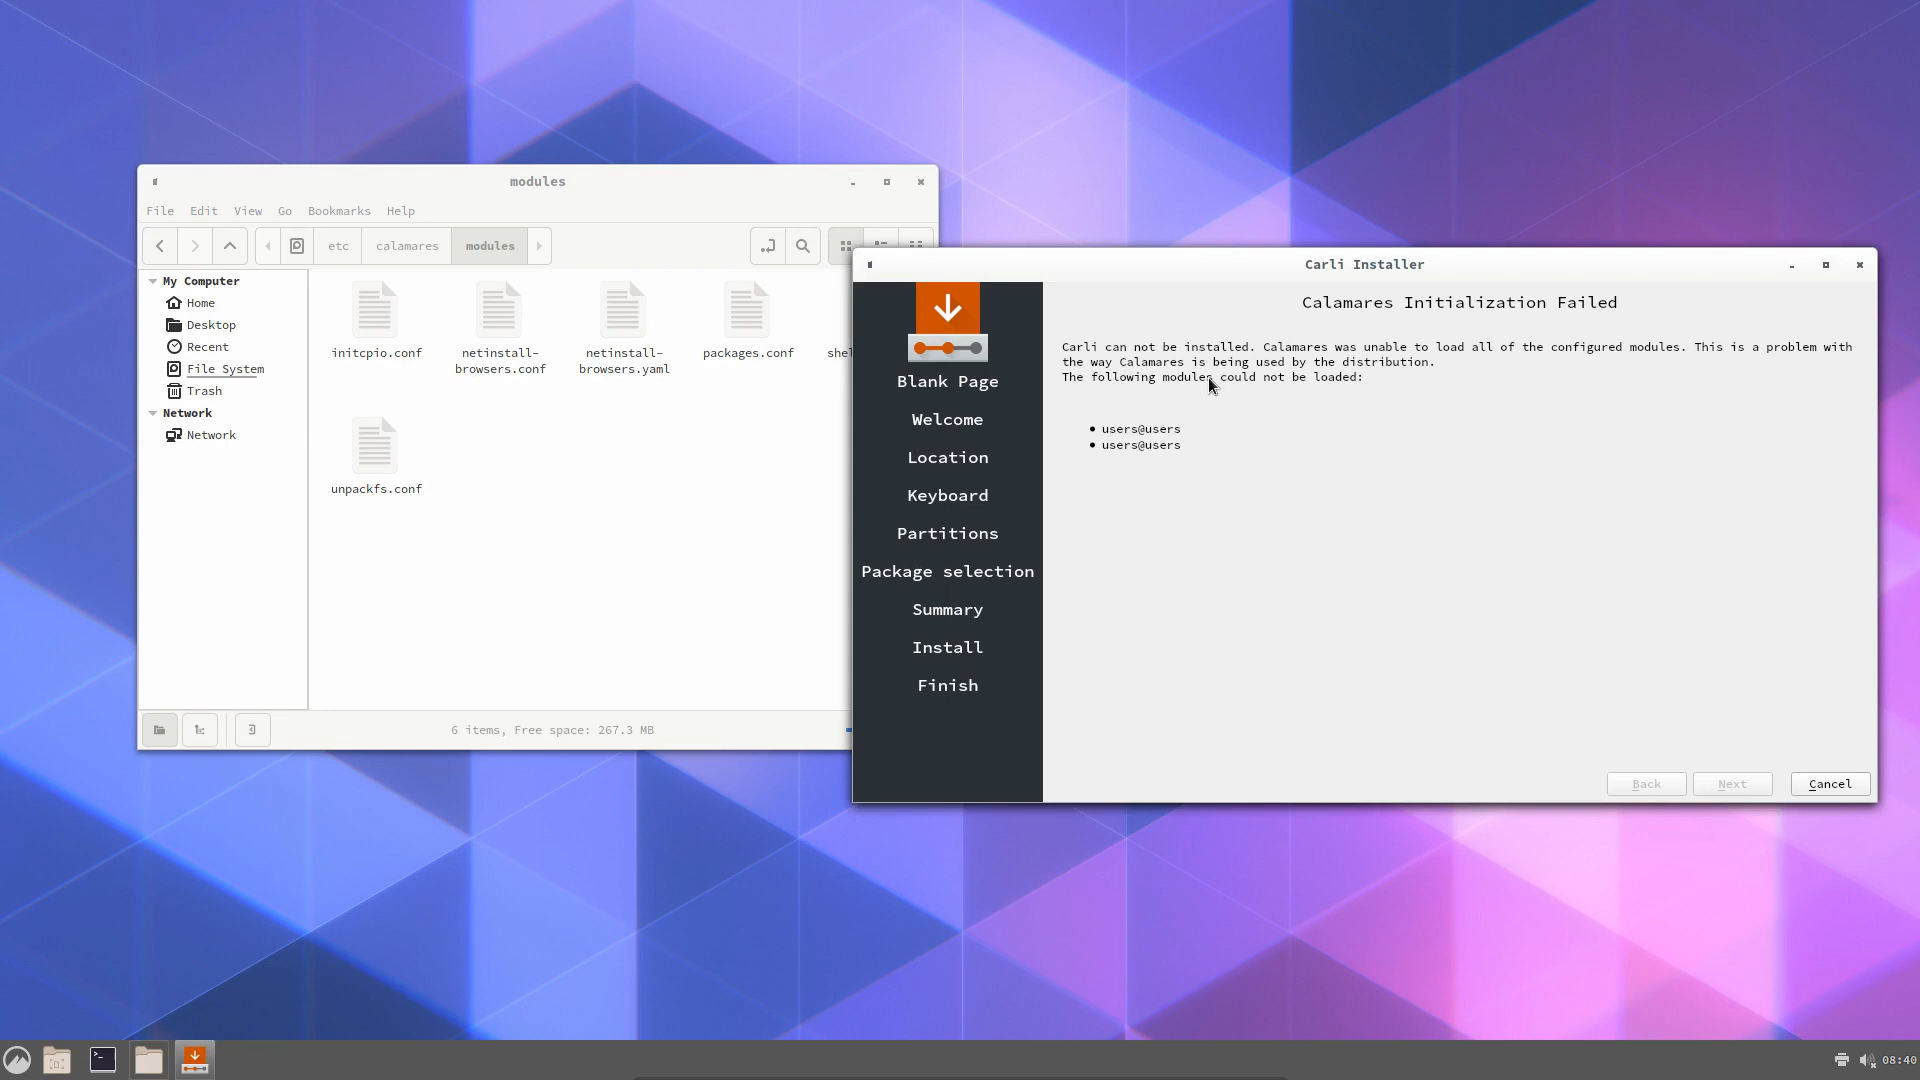 modules
File Edit View Go Bookmarks Help
etc calamares modules
My Computer
Home
Desktop
Recent
File System
Trash
Network
Network
initcpio.conf
netinstall-
browsers.conf
netinstall-
browsers.yaml
packages.conf
shel
unpackfs.conf
6 items, Free space: 267.3 MB
Carli Installer
Blank Page
Welcome
Location
Keyboard
Partitions
Package selection
Summary
Install
Finish
Calamares Initialization Failed
Carli can not be installed. Calamares was unable to load all of the configured modules. This is a problem with
the way Calamares is being used by the distribution.
The following modules could not be loaded:
• users@users
• users@users
Back Next Cancel
08:40